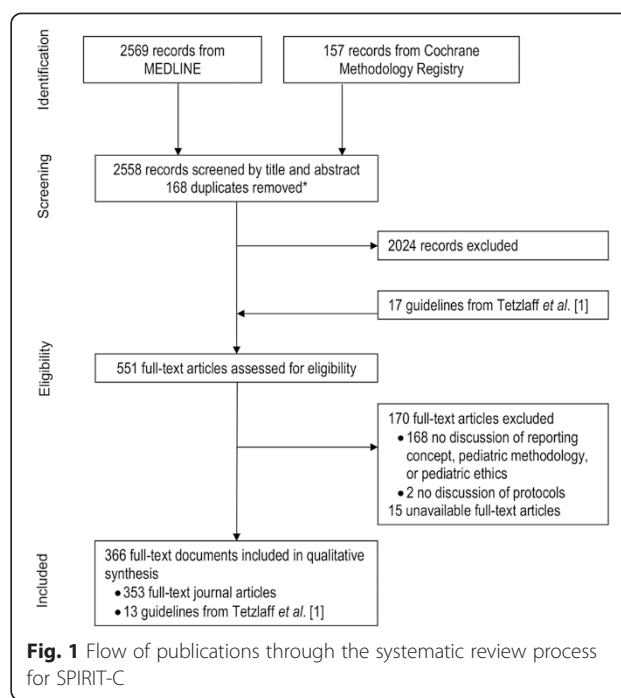 Identification
2569 records from
MEDLINE
157 records from Cochrane
Methodology Registry
Screening
2558 records screened by title and abstract
168 duplicates removed*
2024 records excluded
17 guidelines from Tetzlaff et al. [1]
Eligibility
551 full-text articles assessed for eligibility
170 full-text articles excluded
• 168 no discussion of reporting
concept, pediatric methodology,
or pediatric ethics
• 2 no discussion of protocols
15 unavailable full-text articles
Included
366 full-text documents included in qualitative
synthesis
• 353 full-text journal articles
• 13 guidelines from Tetzlaff et al. [1]
Fig. 1 Flow of publications through the systematic review process
for SPIRIT-C